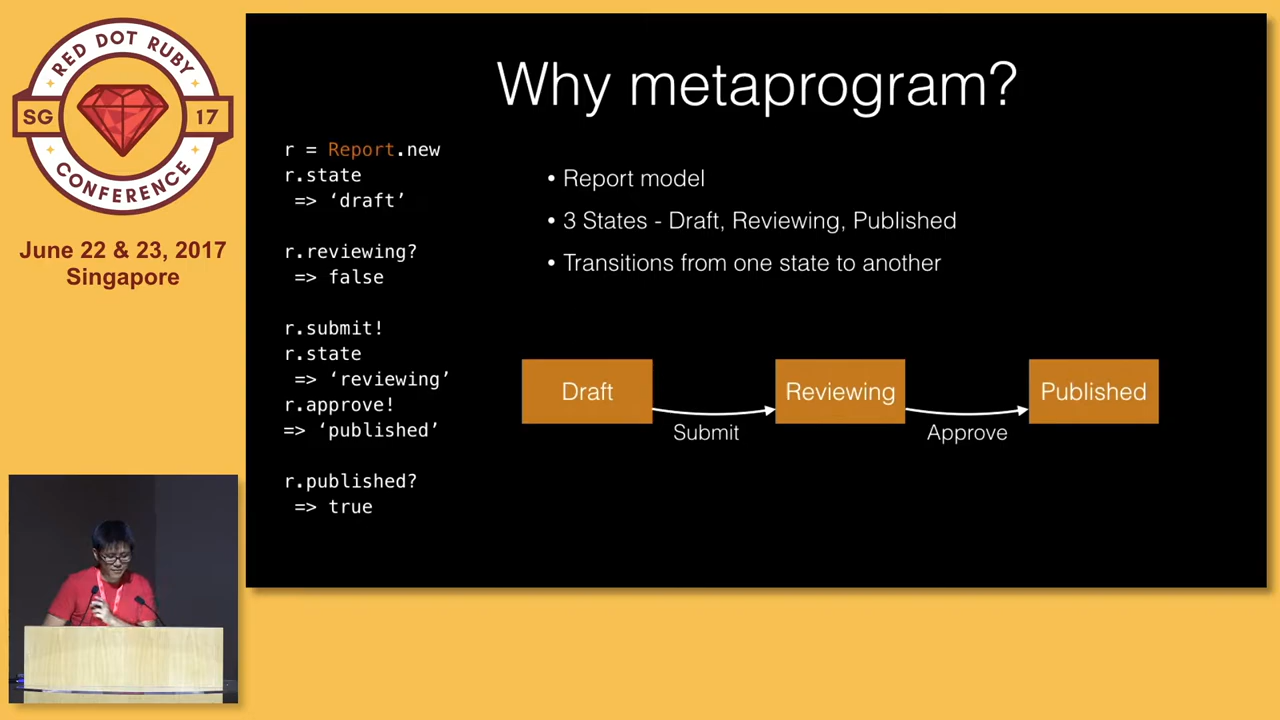 RED DOT RUBY
SG
17
CONFERENCE
June 22 & 23, 2017
Singapore
Why metaprogram?
r = Report.new
r.state
=> ‘draft’
r.reviewing?
=> false
r.submit!
r.state
=> ‘reviewing’
r.approve!
=> ‘published’
r.published?
=> true
• Report model
• 3 States - Draft, Reviewing, Published
• Transitions from one state to another
Draft
Submit
Reviewing
Approve
Published